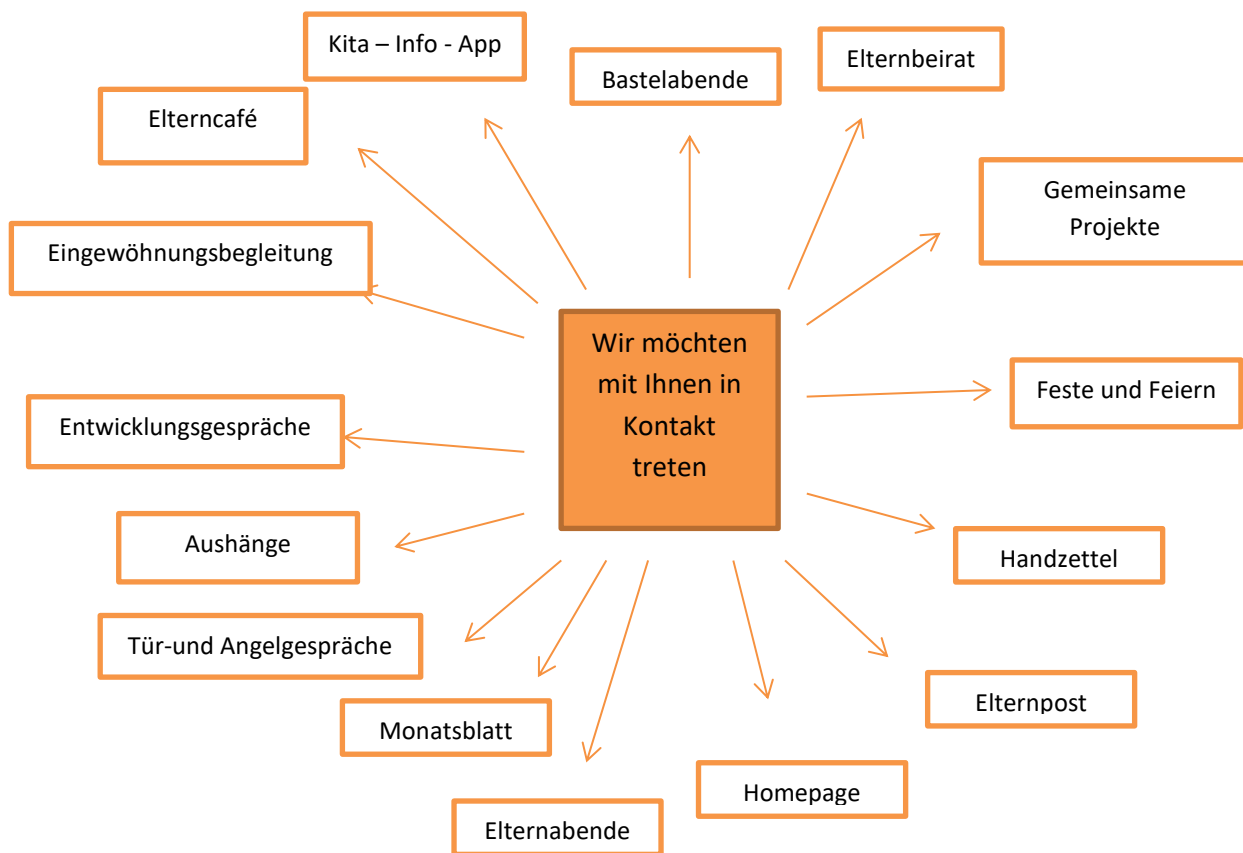 Kita – Info - App
Bastelabende
Elternbeirat
Elterncafé
Gemeinsame
Projekte
Eingewöhnungsbegleitung
Wir möchten
mit Ihnen in
Kontakt
treten
Feste und Feiern
Entwicklungsgespräche
Aushänge
Handzettel
Tür-und Angelgespräche
Elternpost
Monatsblatt
Homepage
Elternabende